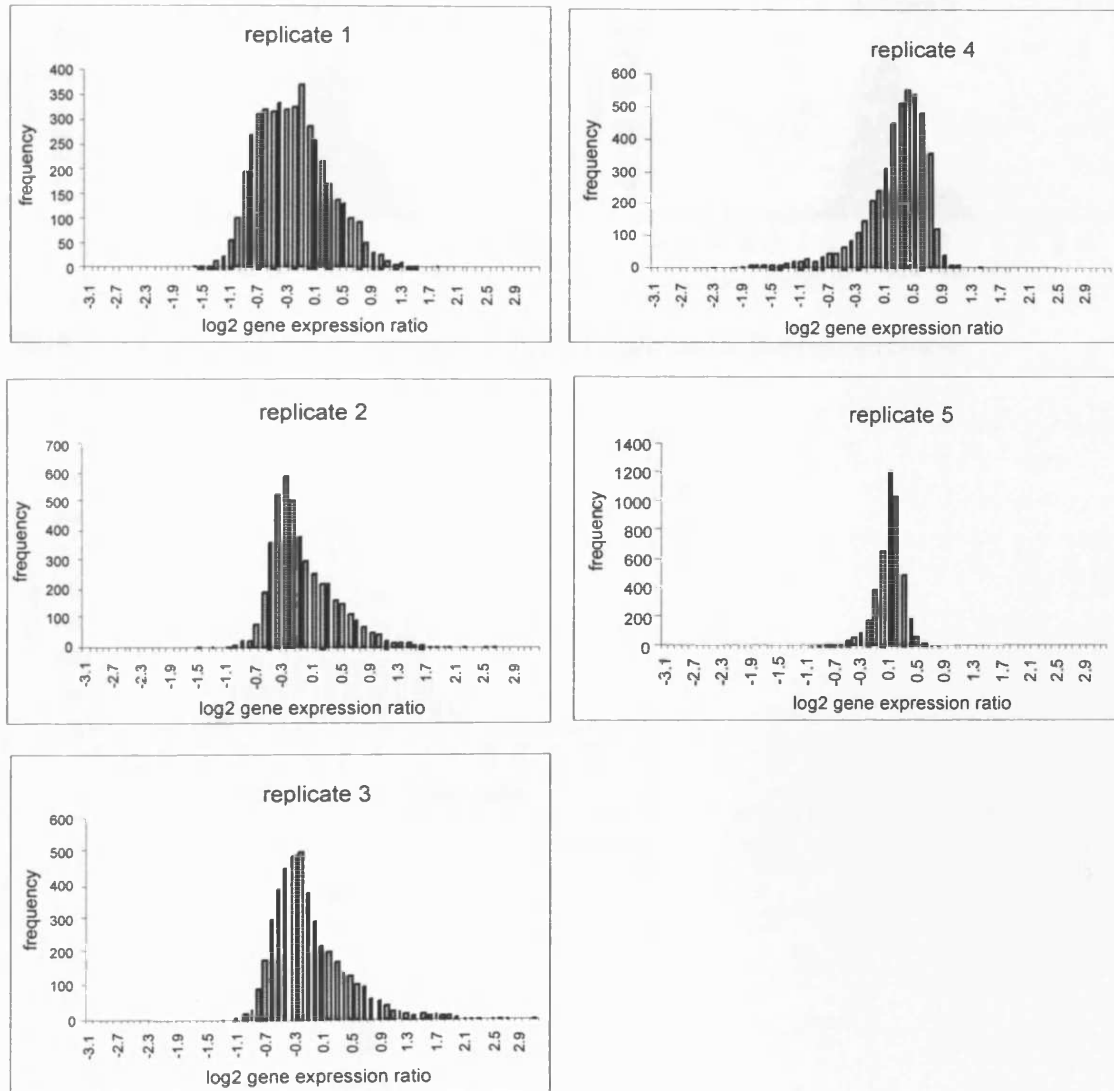 replicate 1
400
350
300
250
200
150
100
50
0
frequency
-3.1 -2.7 -2.3 -1.9 -1.5 -1.1 -0.7 -0.3 0.1 0.5 0.9 1.3 1.7 2.1 2.5 2.9
log2 gene expression ratio
replicate 4
600
500
400
300
200
100
0
frequency
-3.1 -2.7 -2.3 -1.9 -1.5 -1.1 -0.7 -0.3 0.1 0.5 0.9 1.3 1.7 2.1 2.5 2.9
log2 gene expression ratio
replicate 2
700
600
500
400
300
200
100
0
frequency
-3.1 -2.7 -2.3 -1.9 -1.5 -1.1 -0.7 -0.3 0.1 0.5 0.9 1.3 1.7 2.1 2.5 2.9
log2 gene expression ratio
replicate 5
1400
1200
1000
800
600
400
200
0
frequency
-3.1 -2.7 -2.3 -1.9 -1.5 -1.1 -0.7 -0.3 0.1 0.5 0.9 1.3 1.7 2.1 2.5 2.9
log2 gene expression ratio
replicate 3
600
500
400
300
200
100
0
frequency
-3.1 -2.7 -2.3 -1.9 -1.5 -1.1 -0.7 -0.3 0.1 0.5 0.9 1.3 1.7 2.1 2.5 2.9
log2 gene expression ratio